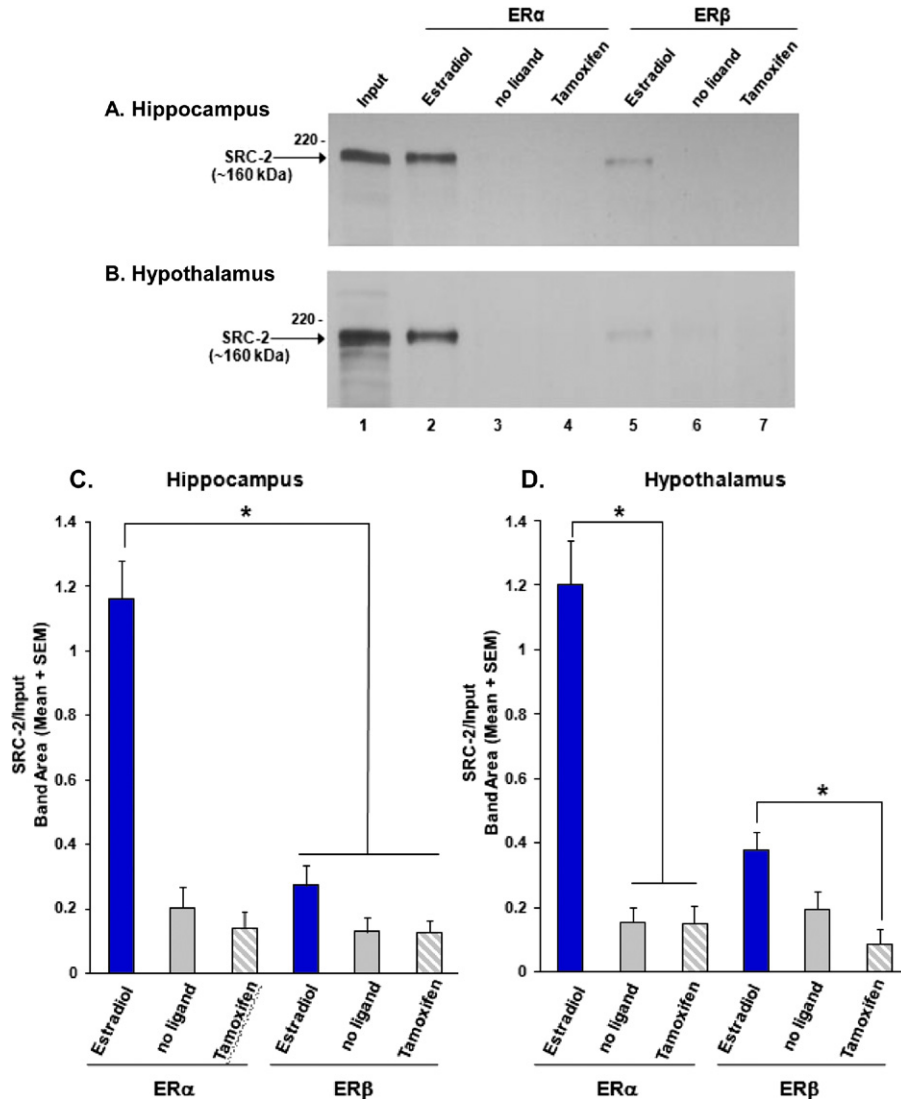 ERα ERβ
Input Estradiol no ligand Tamoxifen Estradiol no ligand Tamoxifen
A. Hippocampus
220 -
SRC-2
(~160 kDa)
B. Hypothalamus
220 -
SRC-2
(~160 kDa)
1 2 3 4 5 6 7
C. Hippocampus
SRC-2/Input
Band Area (Mean + SEM)
1.4
1.2
1
0.8
0.6
0.4
0.2
0
*
Estradiol no ligand Tamoxifen Estradiol no ligand Tamoxifen
ERα ERβ
D. Hypothalamus
SRC-2/Input
Band Area (Mean + SEM)
1.4
1.2
1
0.8
0.6
0.4
0.2
0
*
*
Estradiol no ligand Tamoxifen Estradiol no ligand Tamoxifen
ERα ERβ